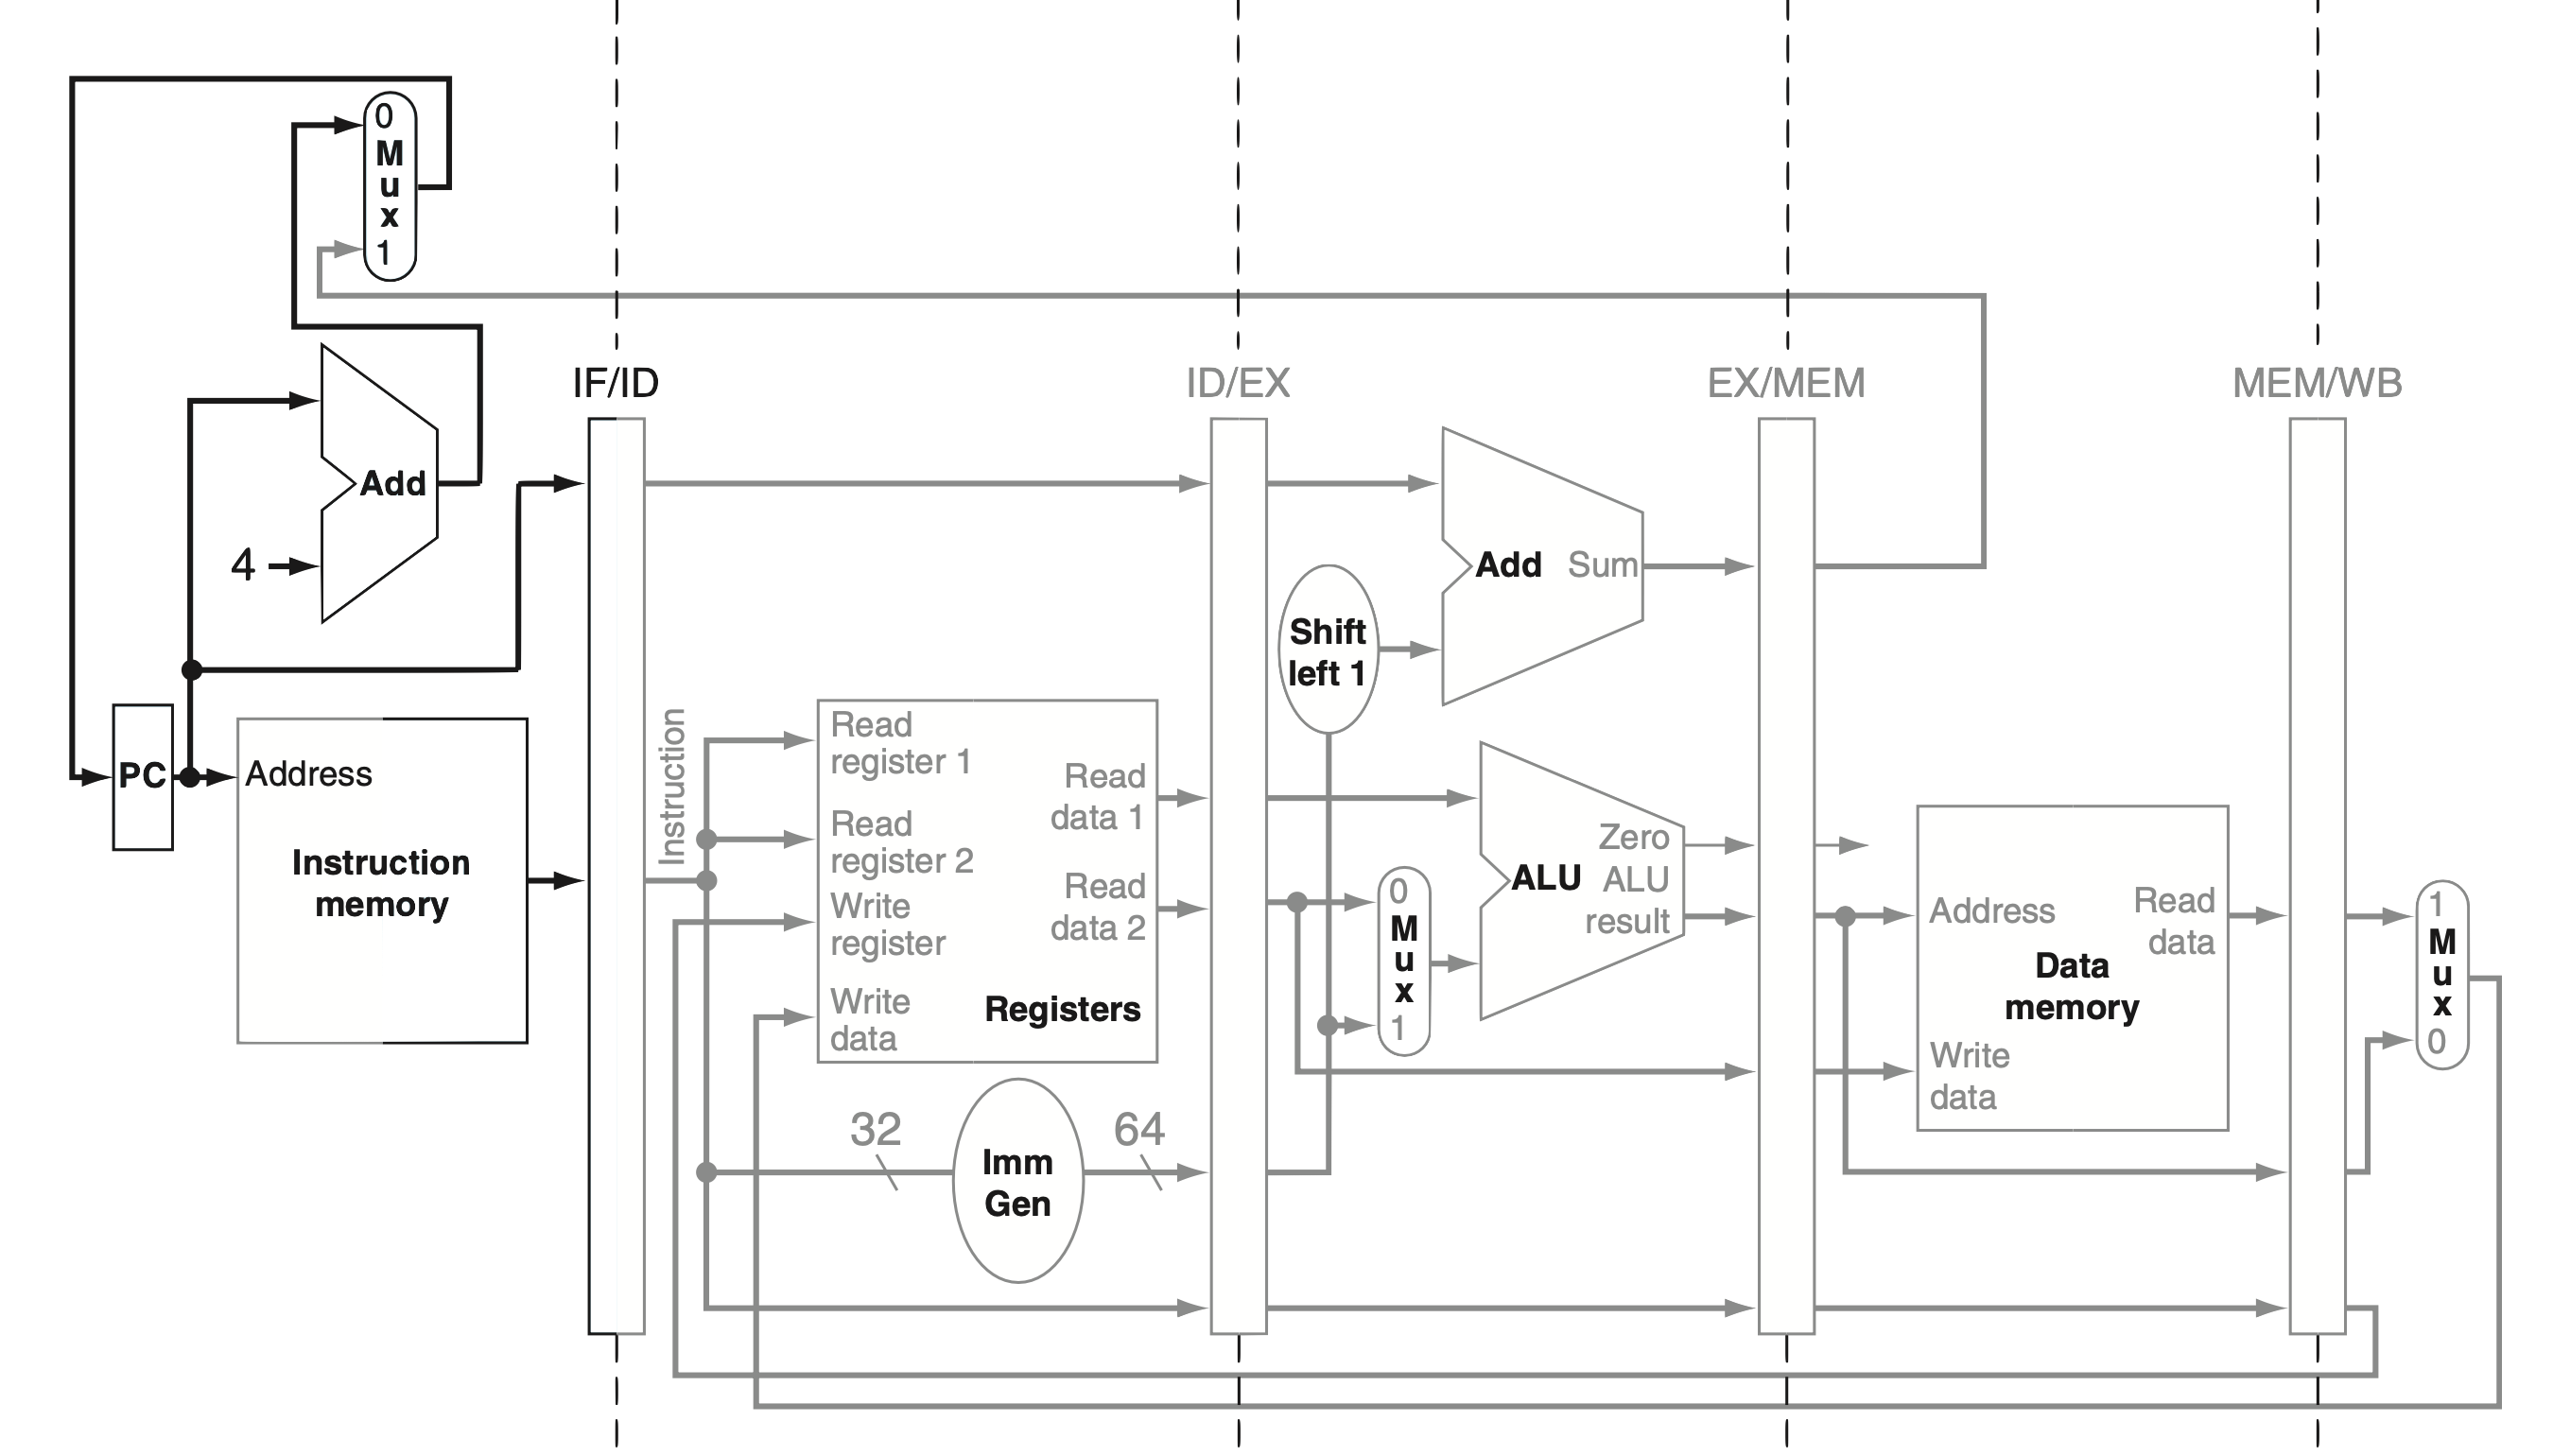 0
M
u
x
1
IF/ID
ID/EX
EX/MEM
MEM/WB
Add
4
Add Sum
Shift
left 1
PC
Address
Instruction
memory
Instruction
Read
register 1
Read
register 2
Write
register
Write
data
Read
data 1
Read
data 2
Registers
32
Imm
Gen
64
0
M
u
x
1
Zero
ALU ALU
result
Address
Read
data
Data
memory
Write
data
1
M
u
x
0